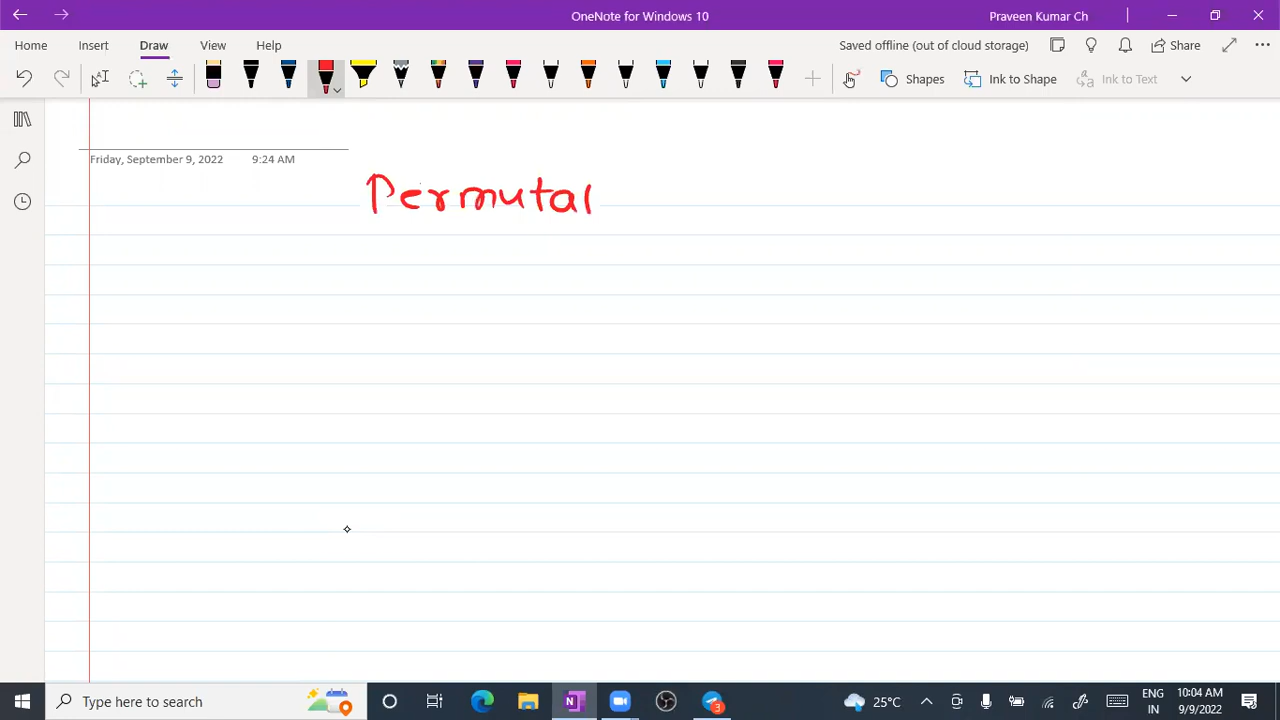 OneNote for Windows 10
Praveen Kumar Ch
Home Insert Draw View Help
Saved offline (out of cloud storage)
Share
Shapes
Ink to Shape
Ink to Text
Friday, September 9, 2022 9:24 AM
Permutal
Type here to search
3
25°C
ENG
IN
10:04 AM
9/9/2022